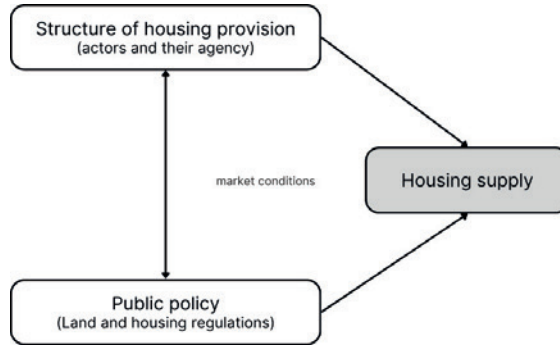 Structure of housing provision
(actors and their agency)
market conditions
Housing supply
Public policy
(Land and housing regulations)